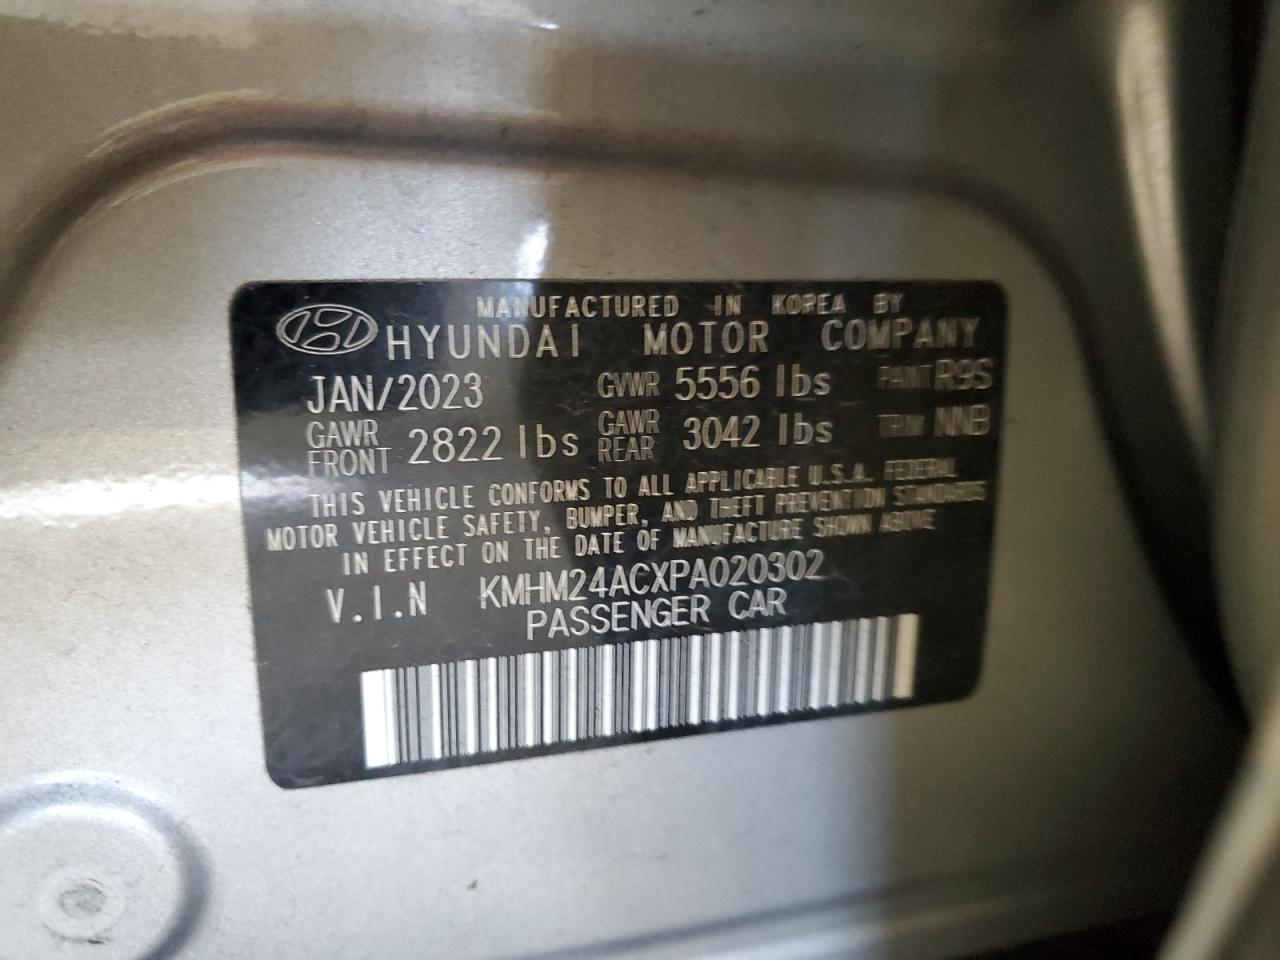 MANUFACTURED IN KOREA BY
HYUNDAI MOTOR COMPANY
JAN/2023 GVWR 5556 lbs PAINT R9S
GAWR FRONT 2822 lbs GAWR REAR 3042 lbs TRIM NNB
THIS VEHICLE CONFORMS TO ALL APPLICABLE U.S.A. FEDERAL
MOTOR VEHICLE SAFETY, BUMPER, AND THEFT PREVENTION STANDARDS
IN EFFECT ON THE DATE OF MANUFACTURE SHOWN ABOVE
V.I.N KMHM24ACXPA020302
PASSENGER CAR